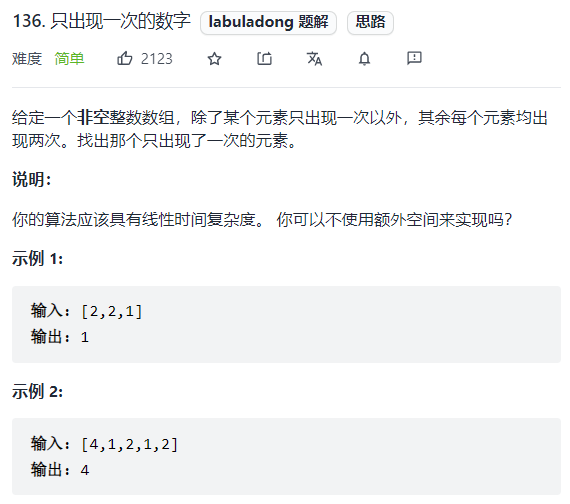 136. 只出现一次的数字 labuladong 题解 思路
难度 简单 2123
给定一个非空整数数组，除了某个元素只出现一次以外，其余每个元素均出
现两次。找出那个只出现了一次的元素。
说明：
你的算法应该具有线性时间复杂度。 你可以不使用额外空间来实现吗？
示例 1:
输入: [2,2,1]
输出: 1
示例 2:
输入: [4,1,2,1,2]
输出: 4